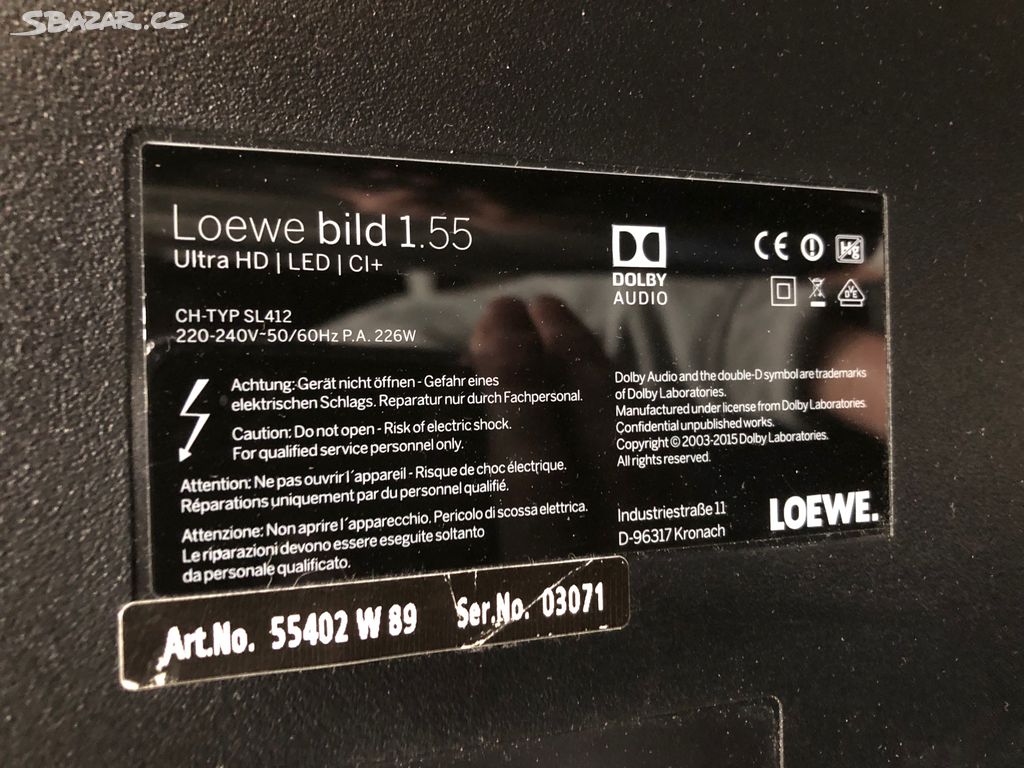 SBAZAR.CZ
Loewe bild 1.55
Ultra HD | LED | CI+
CH-TYP SL412
220-240V~50/60Hz P.A. 226W
Achtung: Gerät nicht öffnen - Gefahr eines
elektrischen Schlags. Reparatur nur durch Fachpersonal.
Caution: Do not open - Risk of electric shock.
For qualified service personnel only.
Attention: Ne pas ouvrir l´appareil - Risque de choc électrique.
Réparations uniquement par du personnel qualifié.
Attenzione: Non aprire l´apparecchio. Pericolo di scossa elettrica.
Le riparazioni devono essere eseguite soltanto
da personale qualificato.
DOLBY
AUDIO
CE
Hg
VDE
Dolby Audio and the double-D symbol are trademarks
of Dolby Laboratories.
Manufactured under license from Dolby Laboratories.
Confidential unpublished works.
Copyright © 2003-2015 Dolby Laboratories.
All rights reserved.
Industriestraße 11
D-96317 Kronach
LOEWE.
Art.No. 55402 W 89 Ser.No. 03071